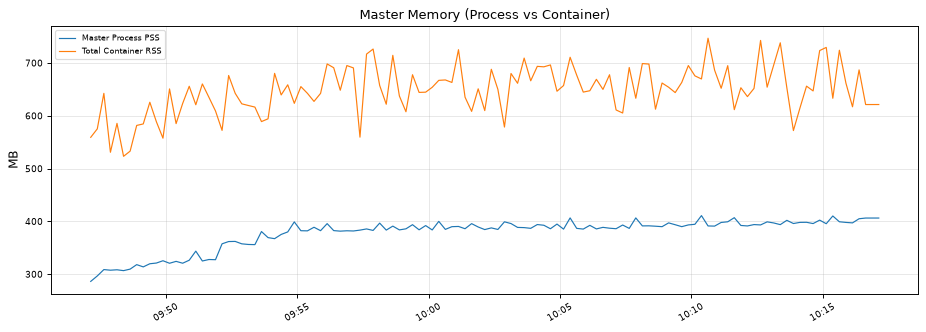 Master Memory (Process vs Container)
Master Process PSS
Total Container RSS
MB
700
600
500
400
300
09:50
09:55
10:00
10:05
10:10
10:15